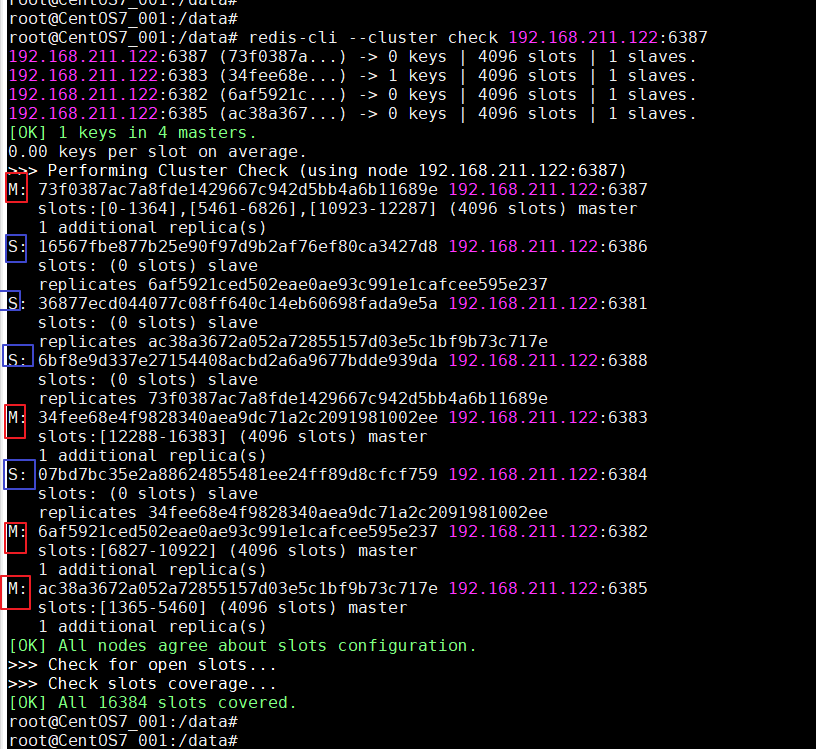 root@CentOS7_001:/data#
root@CentOS7_001:/data#
root@CentOS7_001:/data# redis-cli --cluster check 192.168.211.122:6387
192.168.211.122:6387 (73f0387a...) -> 0 keys | 4096 slots | 1 slaves.
192.168.211.122:6383 (34fee68e...) -> 1 keys | 4096 slots | 1 slaves.
192.168.211.122:6382 (6af5921c...) -> 0 keys | 4096 slots | 1 slaves.
192.168.211.122:6385 (ac38a367...) -> 0 keys | 4096 slots | 1 slaves.
[OK] 1 keys in 4 masters.
0.00 keys per slot on average.
>>> Performing Cluster Check (using node 192.168.211.122:6387)
M: 73f0387ac7a8fde1429667c942d5bb4a6b11689e 192.168.211.122:6387
slots:[0-1364],[5461-6826],[10923-12287] (4096 slots) master
1 additional replica(s)
S: 16567fbe877b25e90f97d9b2af76ef80ca3427d8 192.168.211.122:6386
slots: (0 slots) slave
replicates 6af5921ced502eae0ae93c991e1cafcee595e237
S: 36877ecd044077c08ff640c14eb60698fada9e5a 192.168.211.122:6381
slots: (0 slots) slave
replicates ac38a3672a052a72855157d03e5c1bf9b73c717e
S: 6bf8e9d337e27154408acbd2a6a9677bdde939da 192.168.211.122:6388
slots: (0 slots) slave
replicates 73f0387ac7a8fde1429667c942d5bb4a6b11689e
M: 34fee68e4f9828340aea9dc71a2c2091981002ee 192.168.211.122:6383
slots:[12288-16383] (4096 slots) master
1 additional replica(s)
S: 07bd7bc35e2a88624855481ee24ff89d8cfcf759 192.168.211.122:6384
slots: (0 slots) slave
replicates 34fee68e4f9828340aea9dc71a2c2091981002ee
M: 6af5921ced502eae0ae93c991e1cafcee595e237 192.168.211.122:6382
slots:[6827-10922] (4096 slots) master
1 additional replica(s)
M: ac38a3672a052a72855157d03e5c1bf9b73c717e 192.168.211.122:6385
slots:[1365-5460] (4096 slots) master
1 additional replica(s)
[OK] All nodes agree about slots configuration.
>>> Check for open slots...
>>> Check slots coverage...
[OK] All 16384 slots covered.
root@CentOS7_001:/data#
root@CentOS7_001:/data#